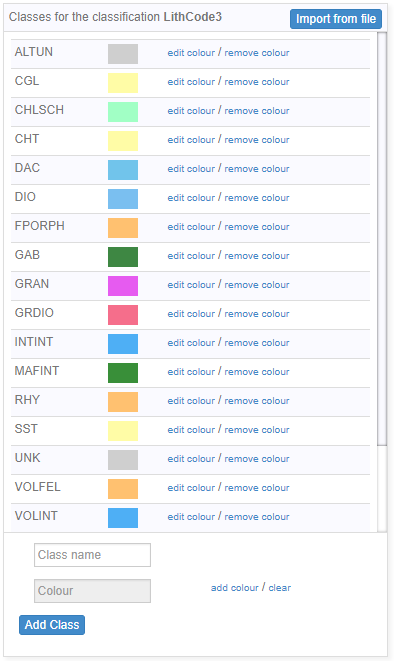 Classes for the classification LithCode3 Import from file
ALTUN edit colour / remove colour
CGL edit colour / remove colour
CHLSCH edit colour / remove colour
CHT edit colour / remove colour
DAC edit colour / remove colour
DIO edit colour / remove colour
FPORPH edit colour / remove colour
GAB edit colour / remove colour
GRAN edit colour / remove colour
GRDIO edit colour / remove colour
INTINT edit colour / remove colour
MAFINT edit colour / remove colour
RHY edit colour / remove colour
SST edit colour / remove colour
UNK edit colour / remove colour
VOLFEL edit colour / remove colour
VOLINT edit colour / remove colour
Class name
Colour add colour / clear
Add Class